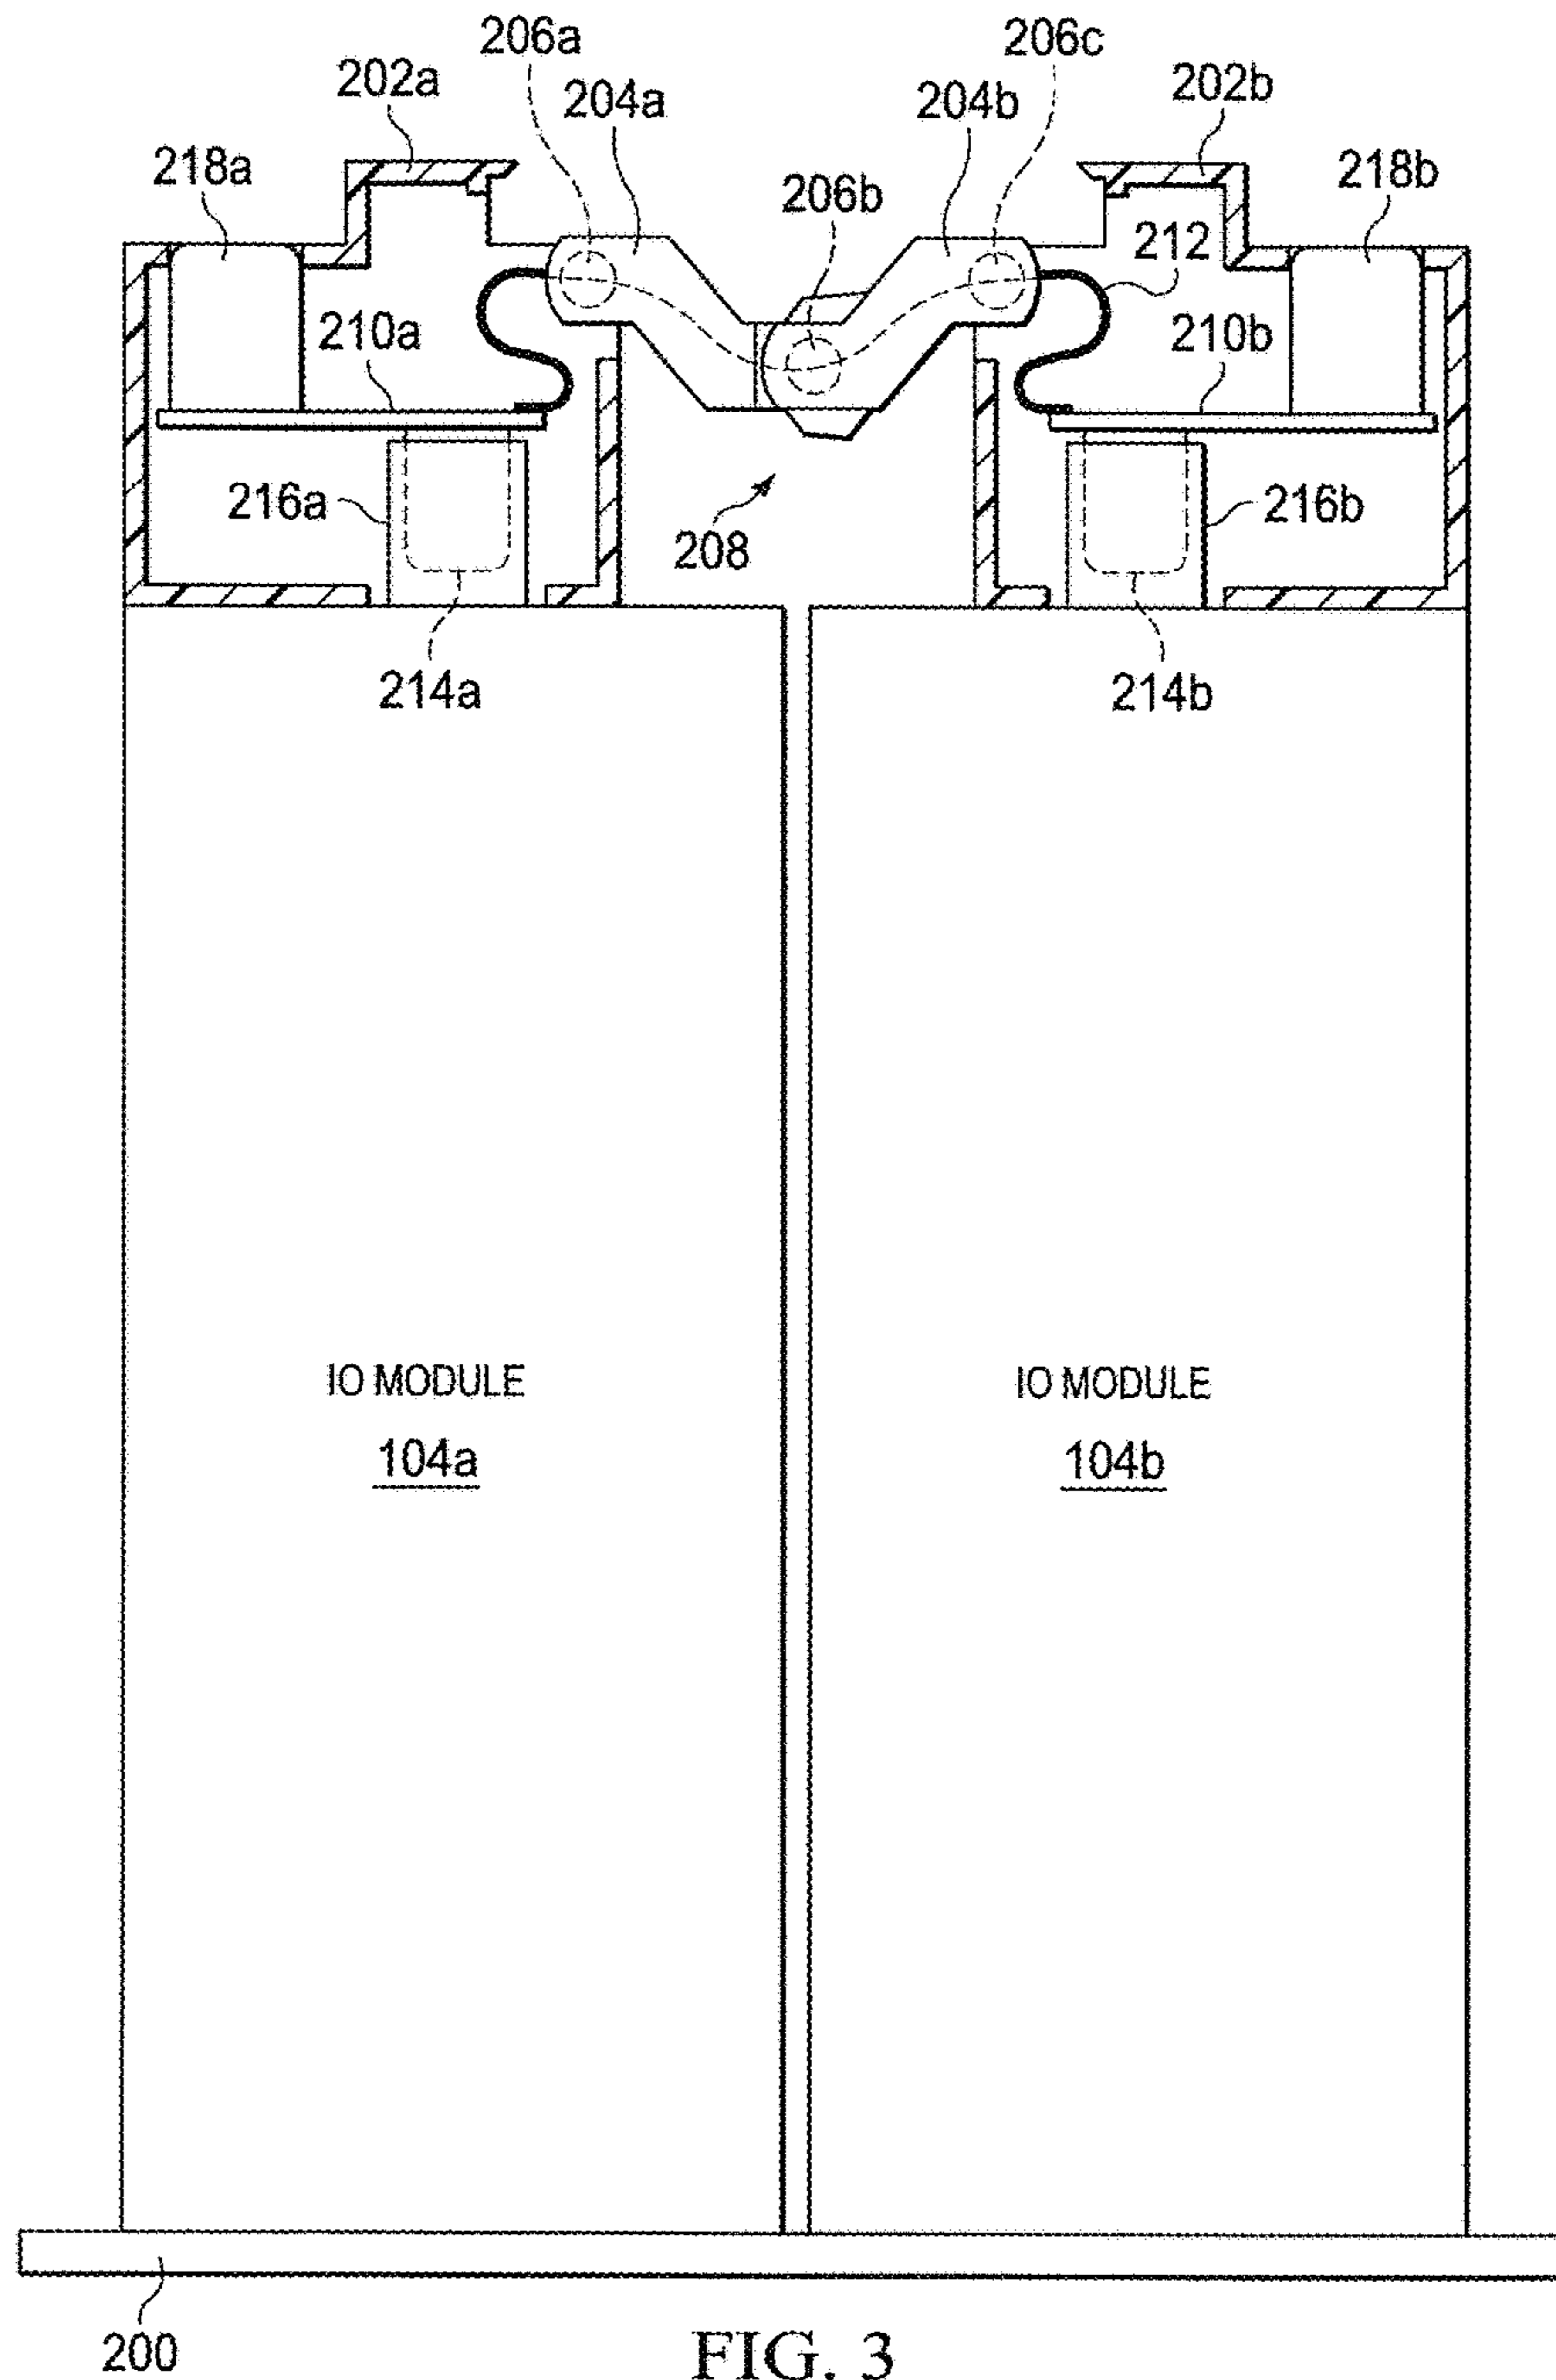 206a 206c
202a 204a 204b 202b
218a 206b 218b
212
210a 210b
216a 208 216b
214a 214b
IO MODULE IO MODULE
104a 104b
200
FIG. 3